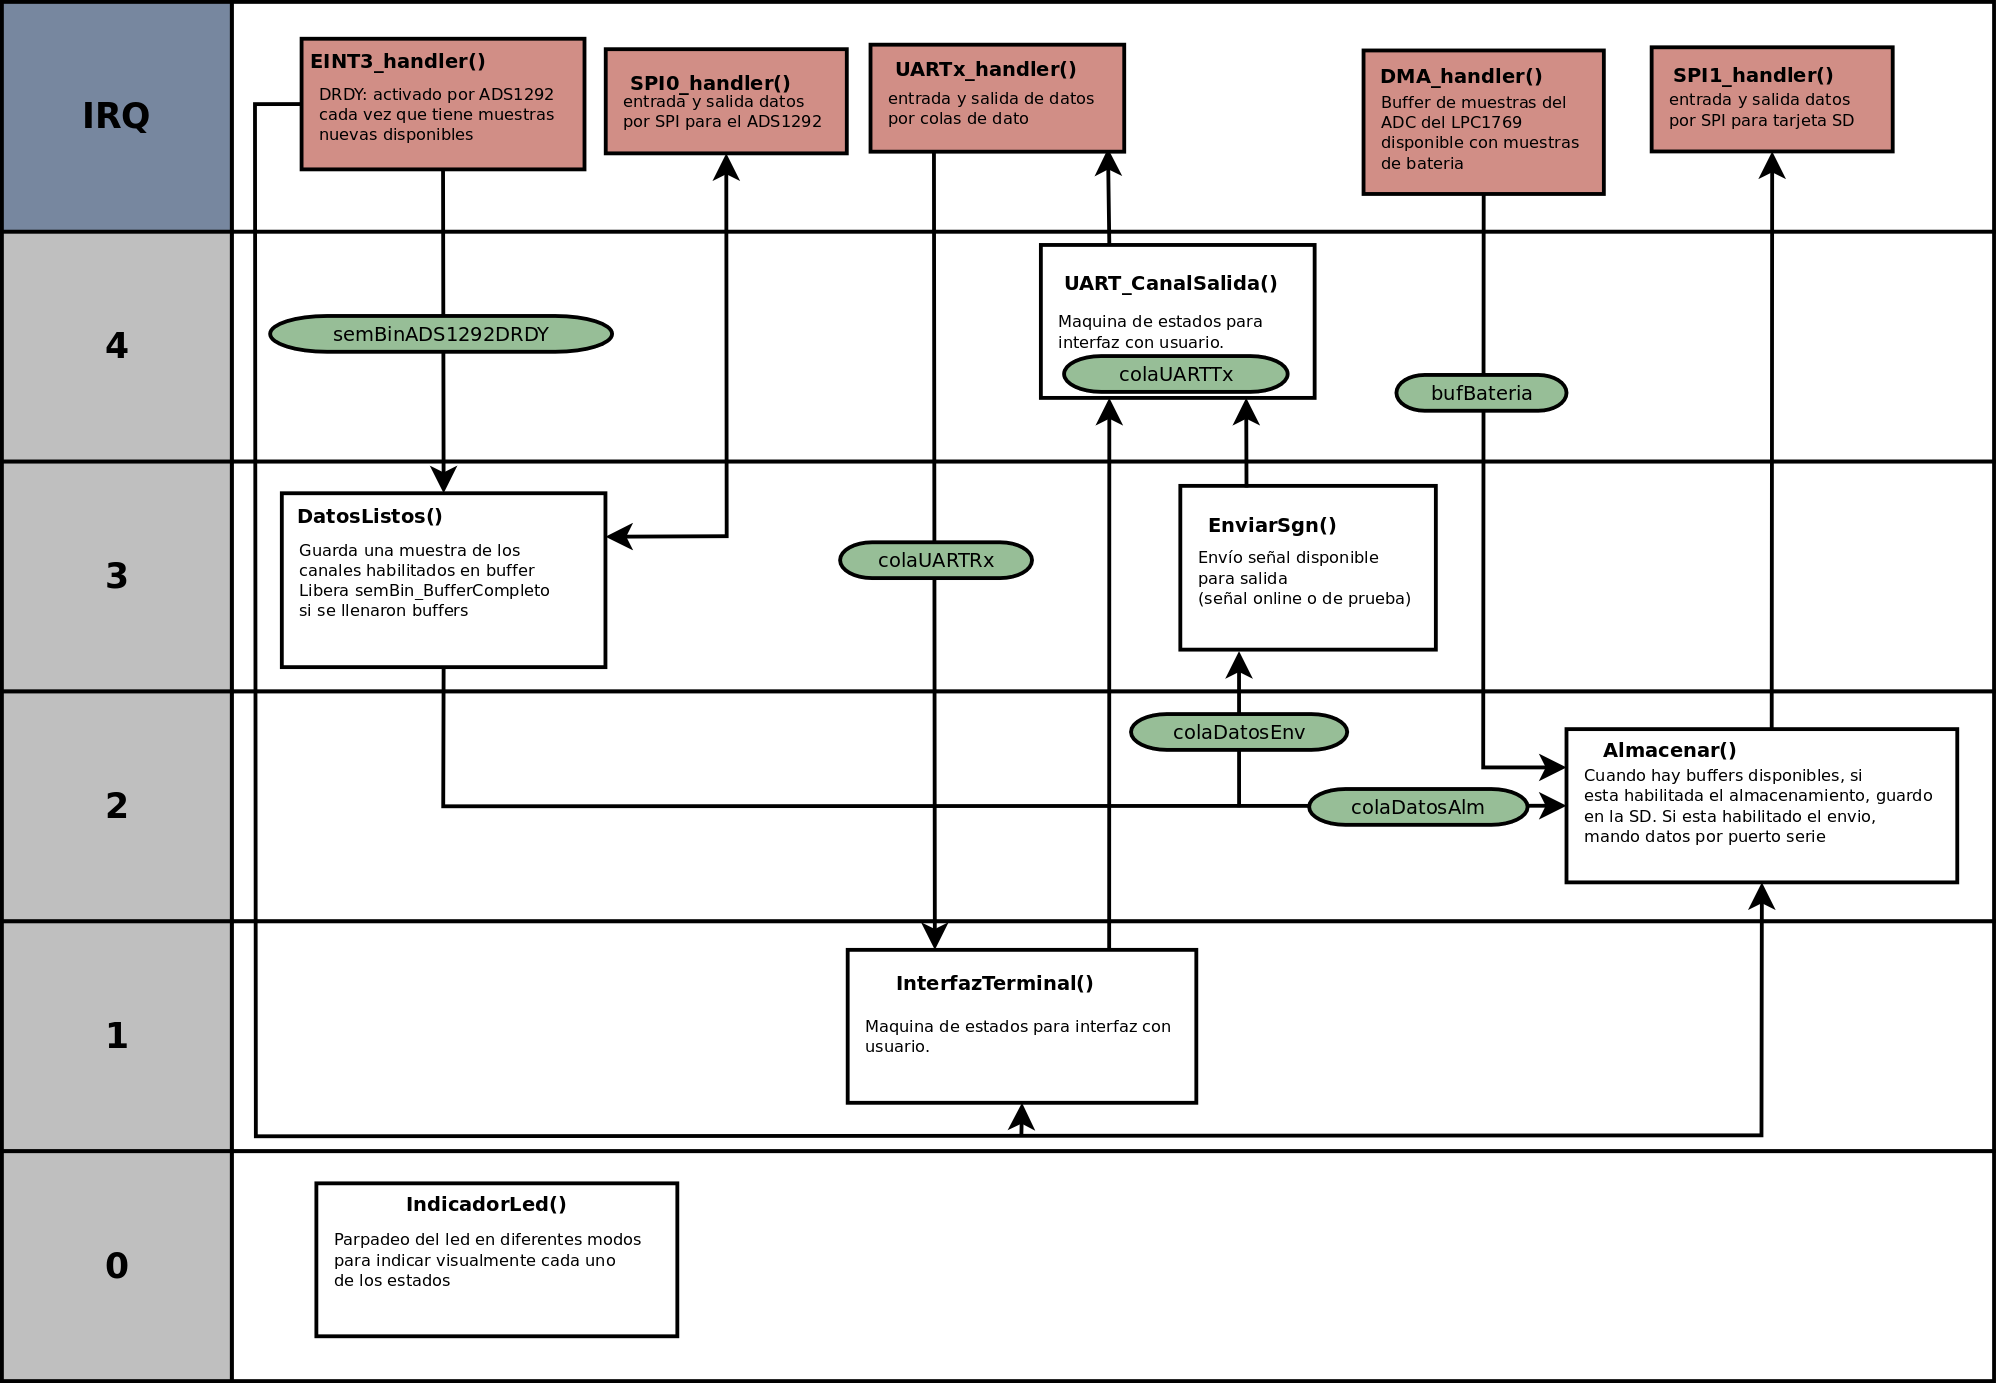 IRQ
EINT3_handler()
DRDY: activado por ADS1292
cada vez que tiene muestras
nuevas disponibles
SPI0_handler()
entrada y salida datos
por SPI para el ADS1292
UARTx_handler()
entrada y salida de datos
por colas de dato
DMA_handler()
Buffer de muestras del
ADC del LPC1769
disponible con muestras
de bateria
SPI1_handler()
entrada y salida datos
por SPI para tarjeta SD
4
semBinADS1292DRDY
UART_CanalSalida()
Maquina de estados para
interfaz con usuario.
colaUARTTx
bufBateria
3
DatosListos()
Guarda una muestra de los
canales habilitados en buffer
Libera semBin_BufferCompleto
si se llenaron buffers
colaUARTRx
EnviarSgn()
Envío señal disponible
para salida
(señal online o de prueba)
2
colaDatosEnv
colaDatosAlm
Almacenar()
Cuando hay buffers disponibles, si
esta habilitada el almacenamiento, guardo
en la SD. Si esta habilitado el envio,
mando datos por puerto serie
1
InterfazTerminal()
Maquina de estados para interfaz con
usuario.
0
IndicadorLed()
Parpadeo del led en diferentes modos
para indicar visualmente cada uno
de los estados